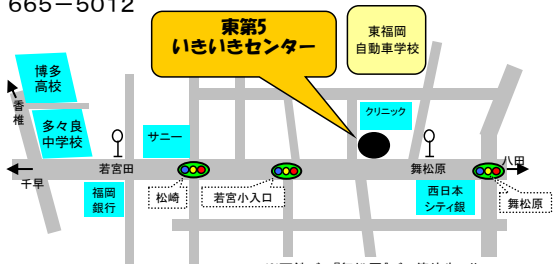 665－5012
東第5
いきいきセンター
東福岡
自動車学校
博多
高校
香椎
多々良
中学校
サニー
クリニック
千早
若宮田
舞松原
八田
福岡
銀行
松崎
若宮小入口
西日本
シティ銀
舞松原